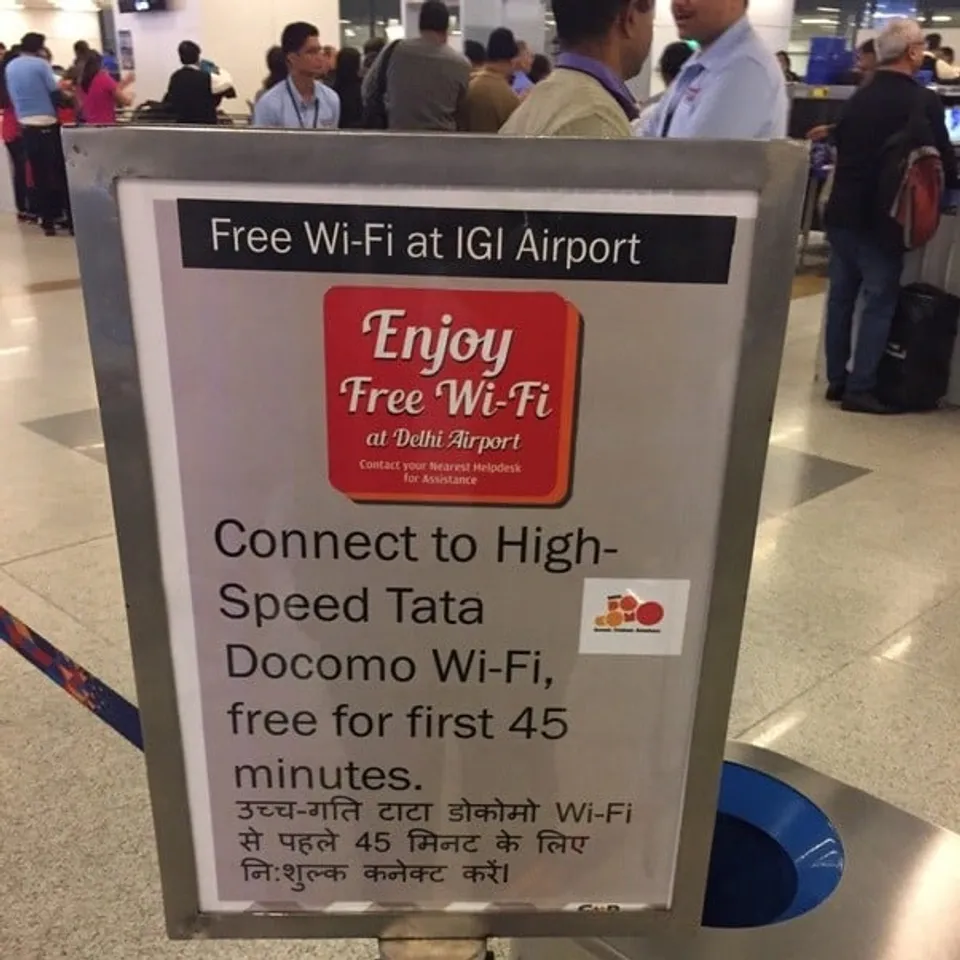 Free Wi-Fi at IGI Airport
Enjoy
Free Wi-Fi
at Delhi Airport
Contact your Nearest Helpdesk
for Assistance
Connect to High-
Speed Tata
Docomo Wi-Fi,
free for first 45
minutes.
उच्च-गति टाटा डोकोमो Wi-Fi
से पहले 45 मिनट के लिए
नि:शुल्क कनेक्ट करें।